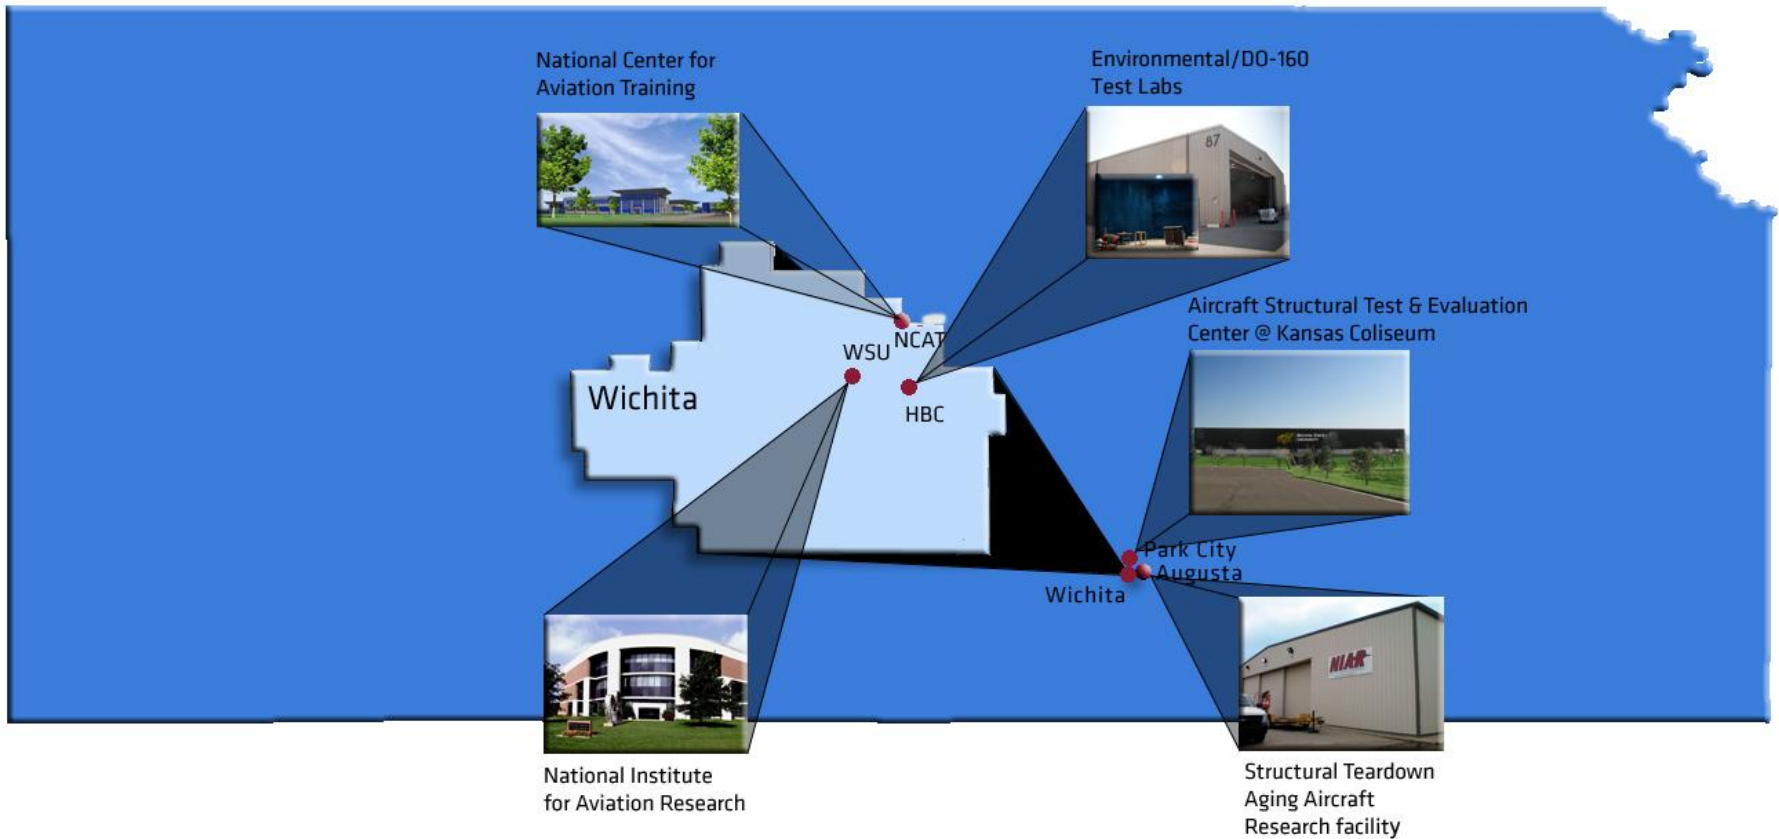 National Center for
Aviation Training
Environmental/DO-160
Test Labs
87
Aircraft Structural Test & Evaluation
Center @ Kansas Coliseum
NCAT
WSU
Wichita
HBC
Park City
Augusta
Wichita
NIAR
National Institute
for Aviation Research
Structural Teardown
Aging Aircraft
Research facility